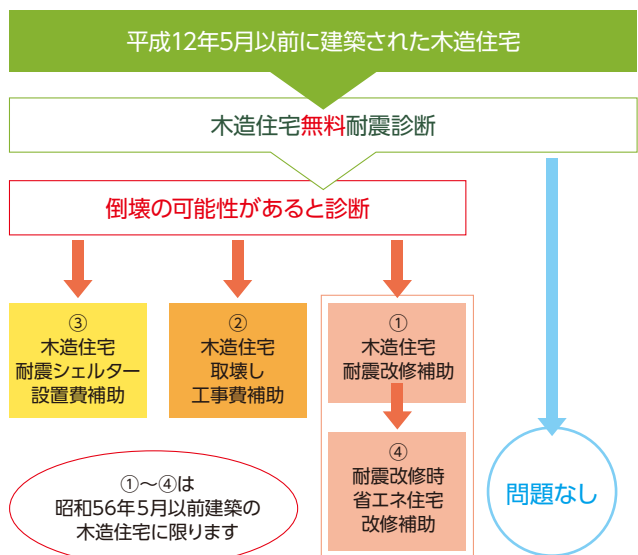 平成12年5月以前に建築された木造住宅
木造住宅無料耐震診断
倒壊の可能性があると診断
③
木造住宅
耐震シェルター
設置費補助
②
木造住宅
取壊し
工事費補助
①
木造住宅
耐震改修補助
④
耐震改修時
省エネ住宅
改修補助
問題なし
①～④は
昭和56年5月以前建築の
木造住宅に限ります